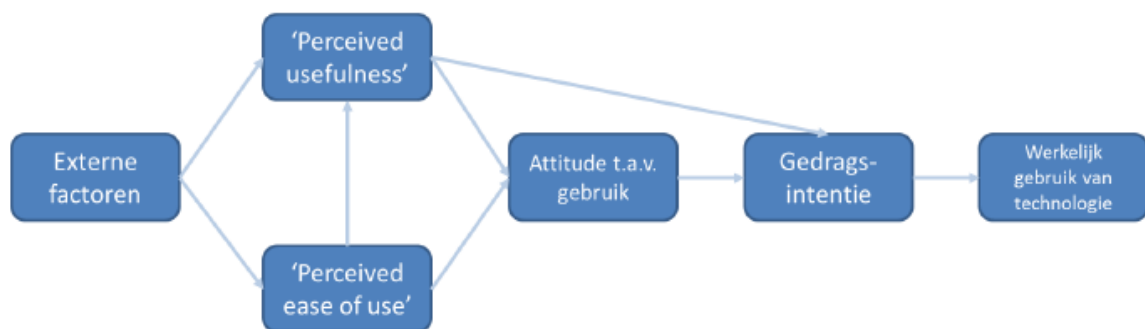 ‘Perceived
usefulness’
Externe
factoren
Attitude t.a.v.
gebruik
Gedrags-
intentie
Werkelijk
gebruik van
technologie
‘Perceived
ease of use’